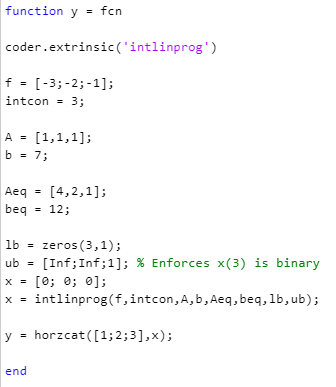 function y = fcn
coder.extrinsic('intlinprog')
f = [-3;-2;-1];
intcon = 3;
A = [1,1,1];
b = 7;
Aeq = [4,2,1];
beq = 12;
lb = zeros(3,1);
ub = [Inf;Inf;1]; % Enforces x(3) is binary
x = [0; 0; 0];
x = intlinprog(f,intcon,A,b,Aeq,beq,lb,ub);
y = horzcat([1;2;3],x);
end